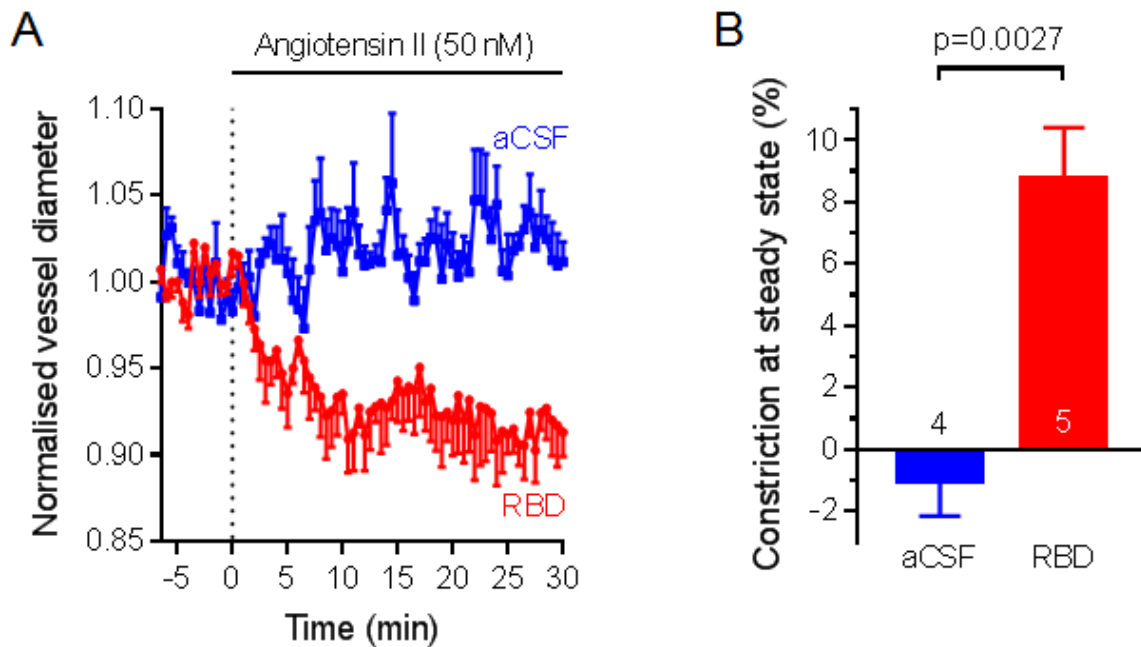 A
Angiotensin II (50 nM)
Normalised vessel diameter
1.10
1.05
1.00
0.95
0.90
0.85
aCSF
RBD
-5 0 5 10 15 20 25 30
Time (min)
B
p=0.0027
Constriction at steady state (%)
10
8
6
4
2
0
-2
4
5
aCSF RBD